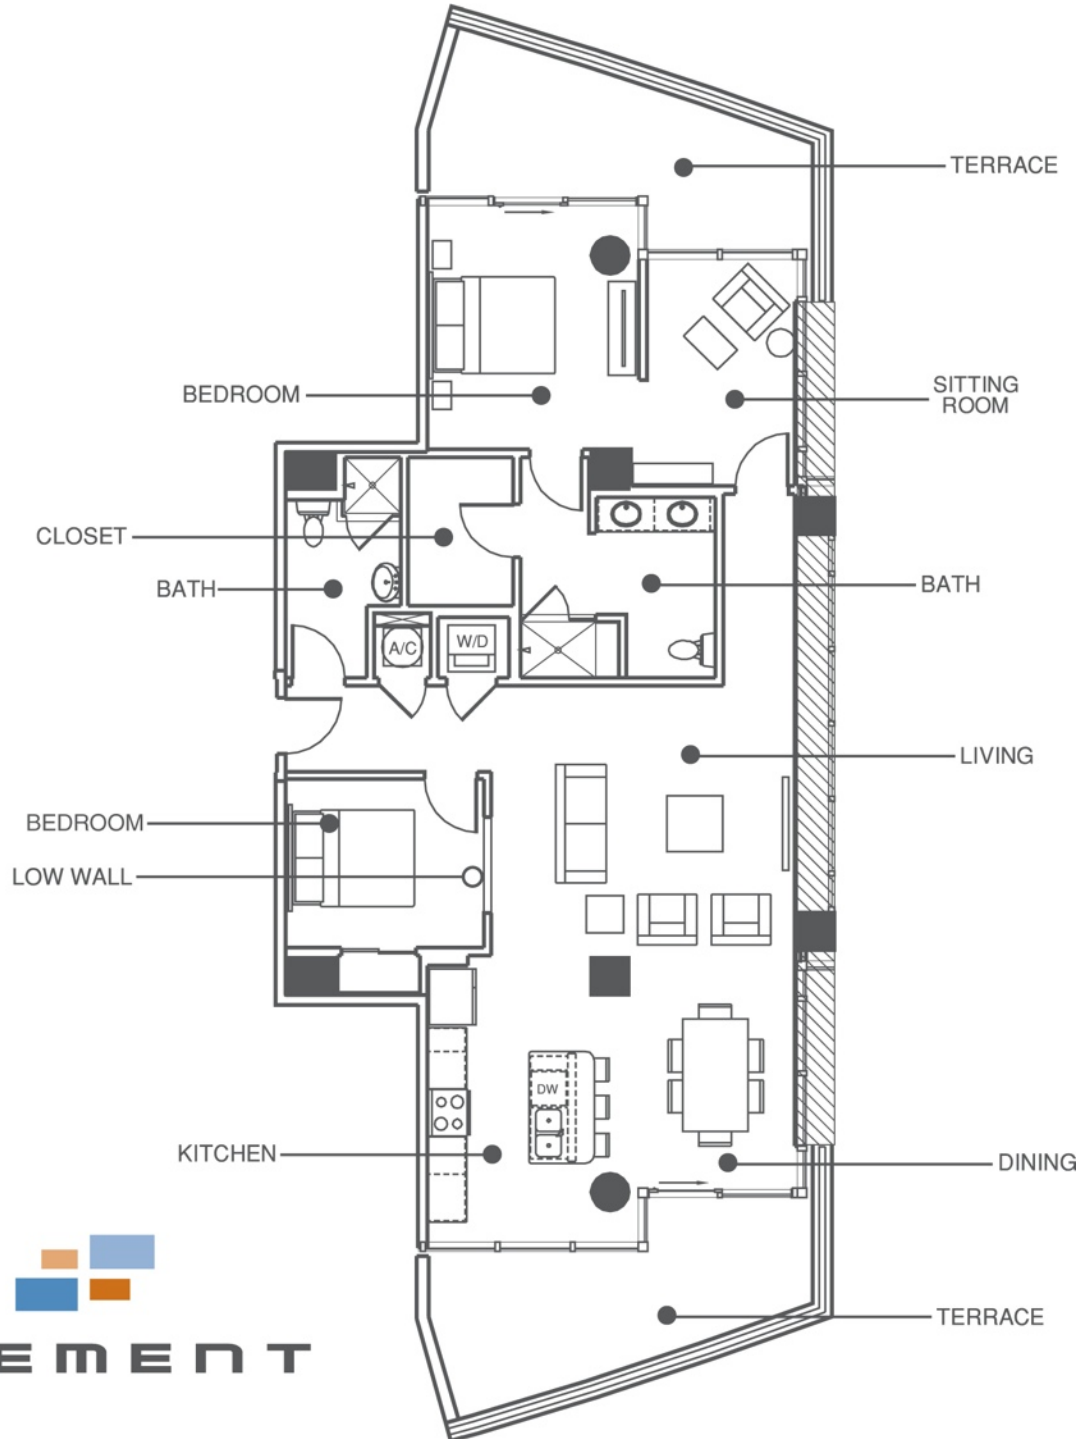 TERRACE
BEDROOM
SITTING
ROOM
CLOSET
BATH
BATH
A/C
W/D
LIVING
BEDROOM
LOW WALL
DW
KITCHEN
DINING
TERRACE
EMENT